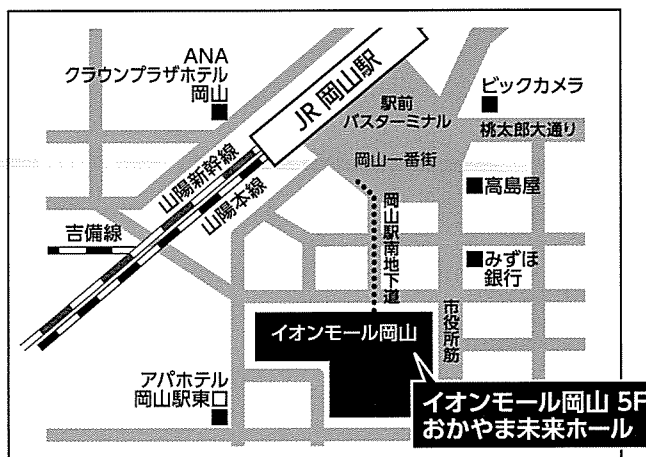 ANA
クラウンプラザホテル
岡山
JR 岡山駅
駅前
バスターミナル
ビックカメラ
桃太郎大通り
岡山一番街
山陽新幹線
山陽本線
岡山駅南地下道
高島屋
吉備線
みずほ
銀行
市役所筋
イオンモール岡山
アパホテル
岡山駅東口
イオンモール岡山 5F
おかやま未来ホール